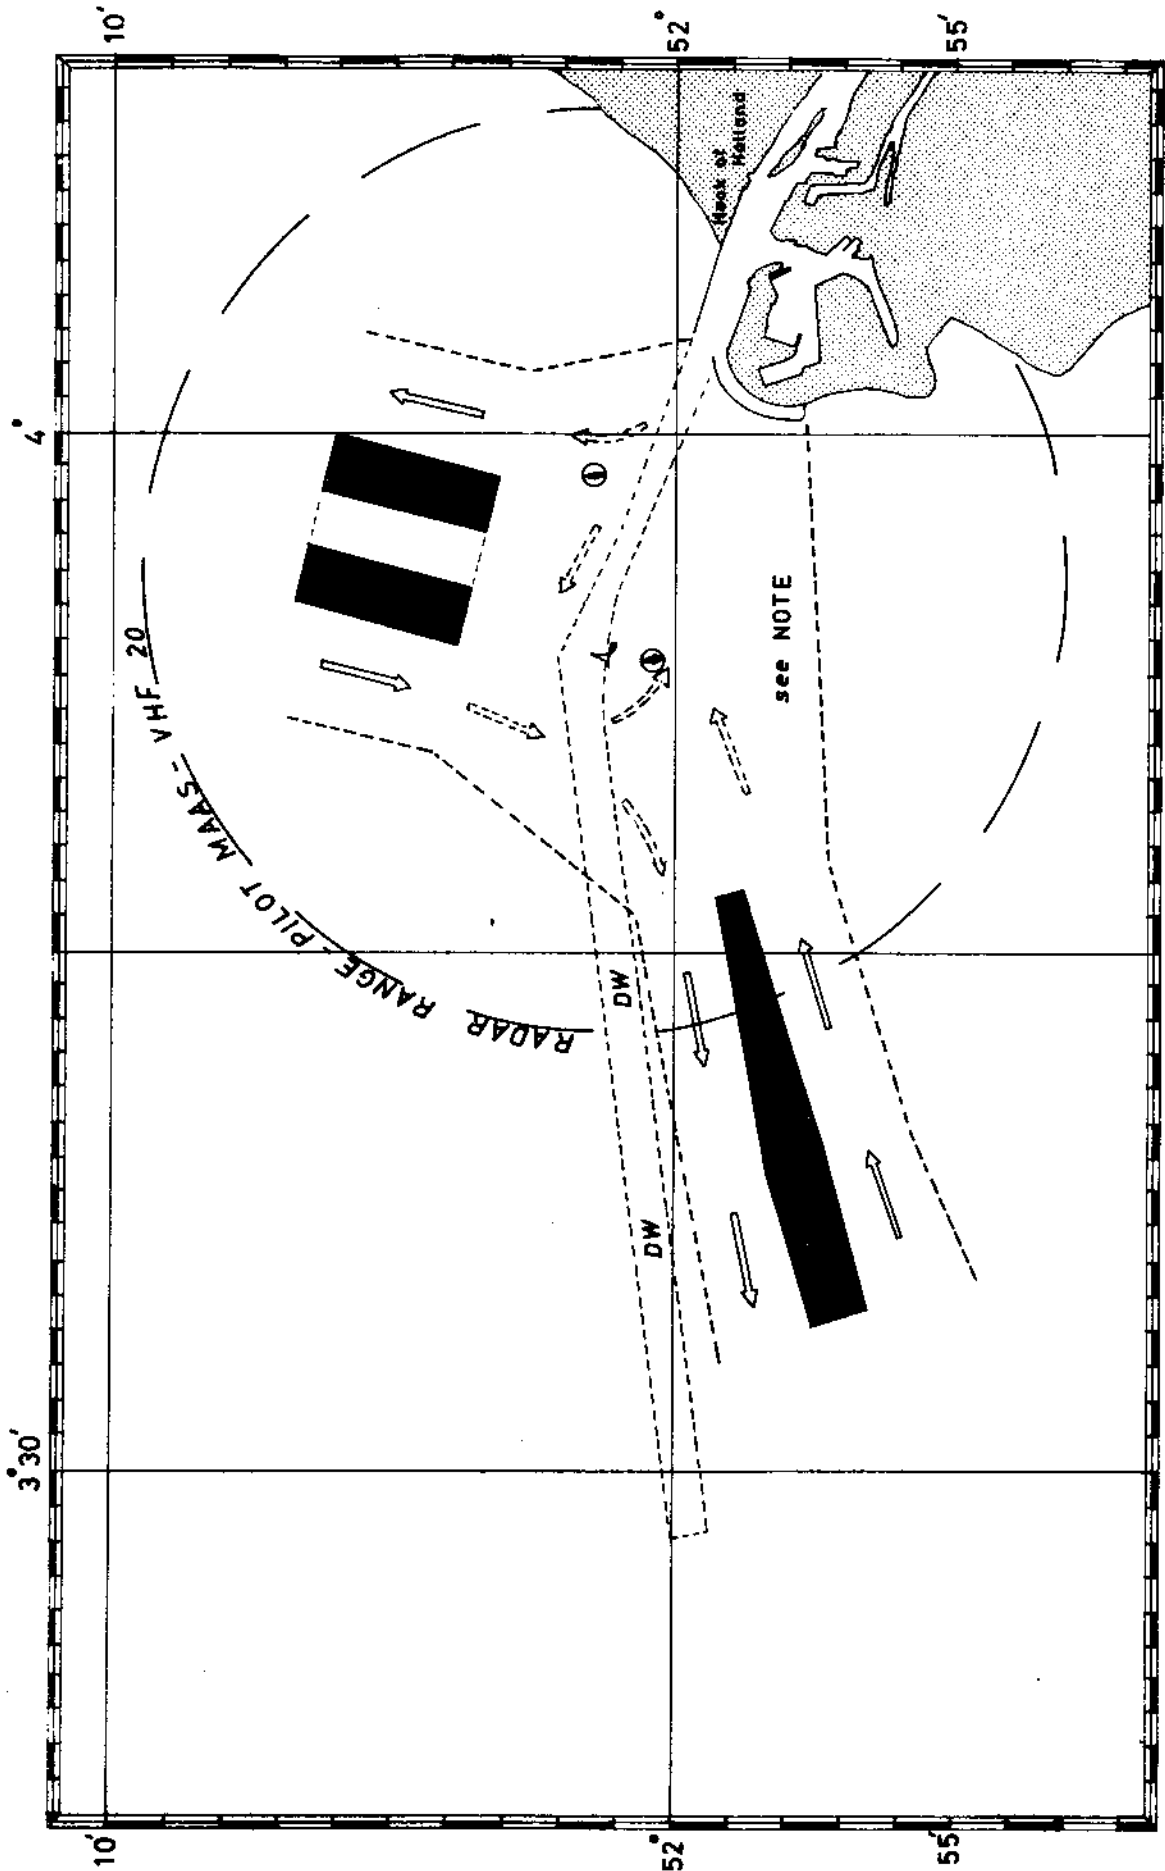 3°30'
4°
10'
10'
RADAR RANGE - PILOT MAAS - VHF 20
52°
52°
DW
DW
Hook of
Holland
see NOTE
55'
55'